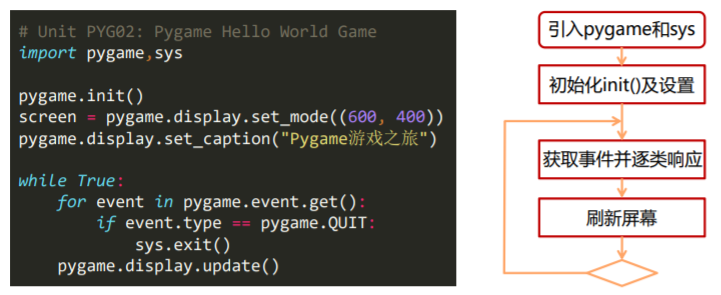 # Unit PYG02: Pygame Hello World Game
import pygame,sys
pygame.init()
screen = pygame.display.set_mode((600, 400))
pygame.display.set_caption("Pygame游戏之旅")
while True:
    for event in pygame.event.get():
        if event.type == pygame.QUIT:
            sys.exit()
    pygame.display.update()
引入pygame和sys
初始化init()及设置
获取事件并逐类响应
刷新屏幕